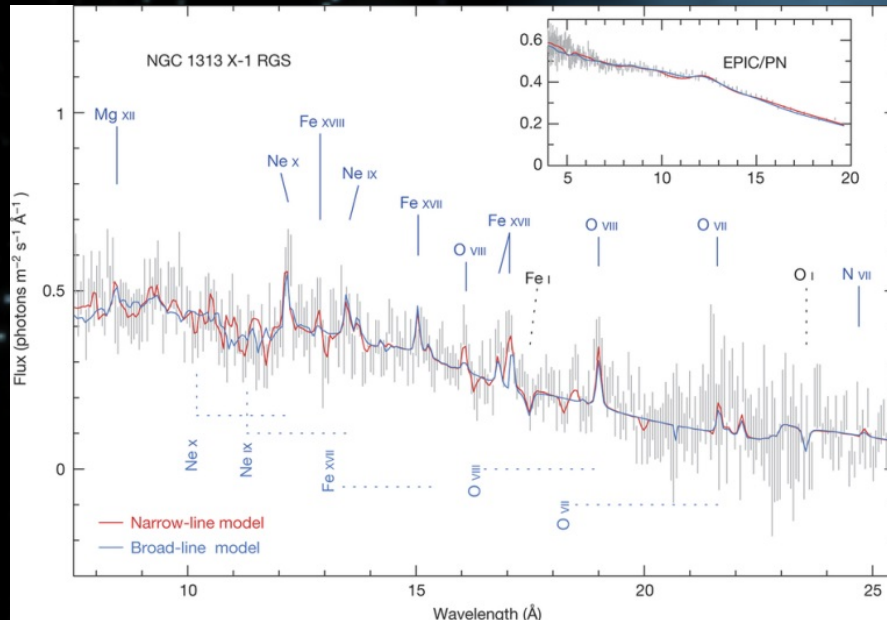 NGC 1313 X-1 RGS
EPIC/PN
0.6
0.4
0.2
0
5
10
15
20
Mg XII
Fe XVIII
Ne X
Ne IX
Fe XVII
O VIII
Fe XVII
O VIII
O VII
Fe I
O I
N VII
1
0.5
0
Flux (photons m⁻² s⁻¹ Å⁻¹)
Ne X
Ne IX
Fe XVII
O VIII
O VII
Narrow-line model
Broad-line model
10
15
20
25
Wavelength (Å)